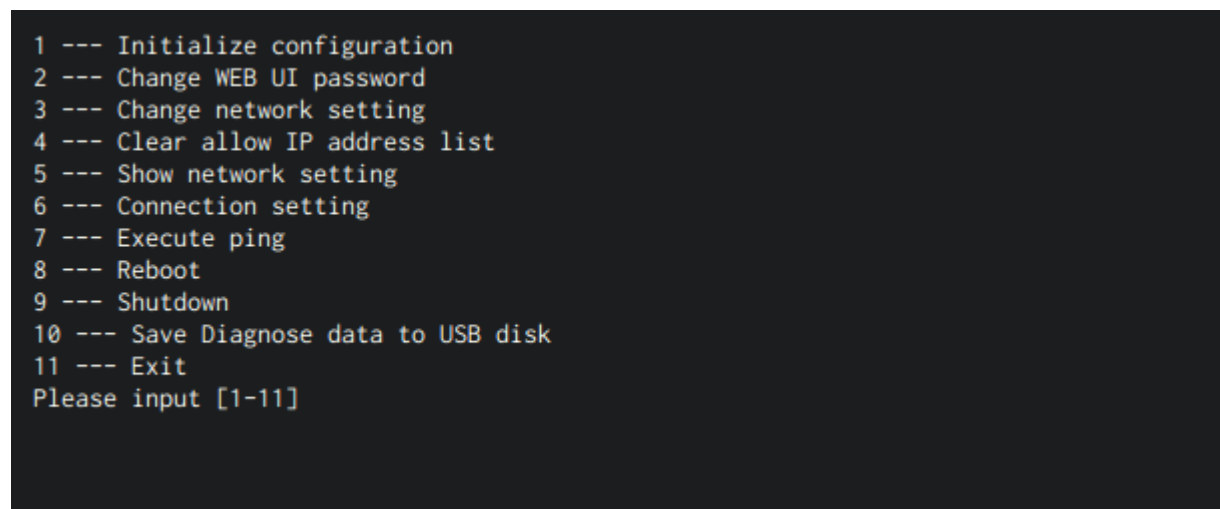 1 --- Initialize configuration
2 --- Change WEB UI password
3 --- Change network setting
4 --- Clear allow IP address list
5 --- Show network setting
6 --- Connection setting
7 --- Execute ping
8 --- Reboot
9 --- Shutdown
10 --- Save Diagnose data to USB disk
11 --- Exit
Please input [1-11]